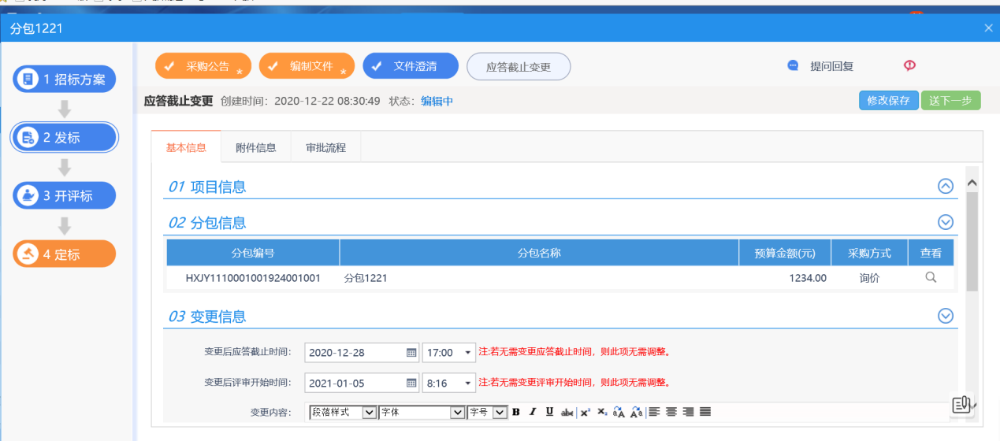 分包1221
采购公告 *
编制文件 *
文件澄清
应答截止变更
提问回复
1 招标方案
2 发标
3 开评标
4 定标
应答截止变更 创建时间: 2020-12-22 08:30:49 状态: 编辑中
修改保存 送下一步
基本信息 附件信息 审批流程
01 项目信息
02 分包信息
分包编号 分包名称 预算金额(元) 采购方式 查看
HXJY1110001001924001001 分包1221 1234.00 询价
03 变更信息
变更后应答截止时间: 2020-12-28 17:00 注:若无需变更应答截止时间，则此项无需调整。
变更后评审开始时间: 2021-01-05 8:16 注:若无需变更评审开始时间，则此项无需调整。
变更内容: 段落样式 字体 字号 B I U abc x² x₂ aA Aa